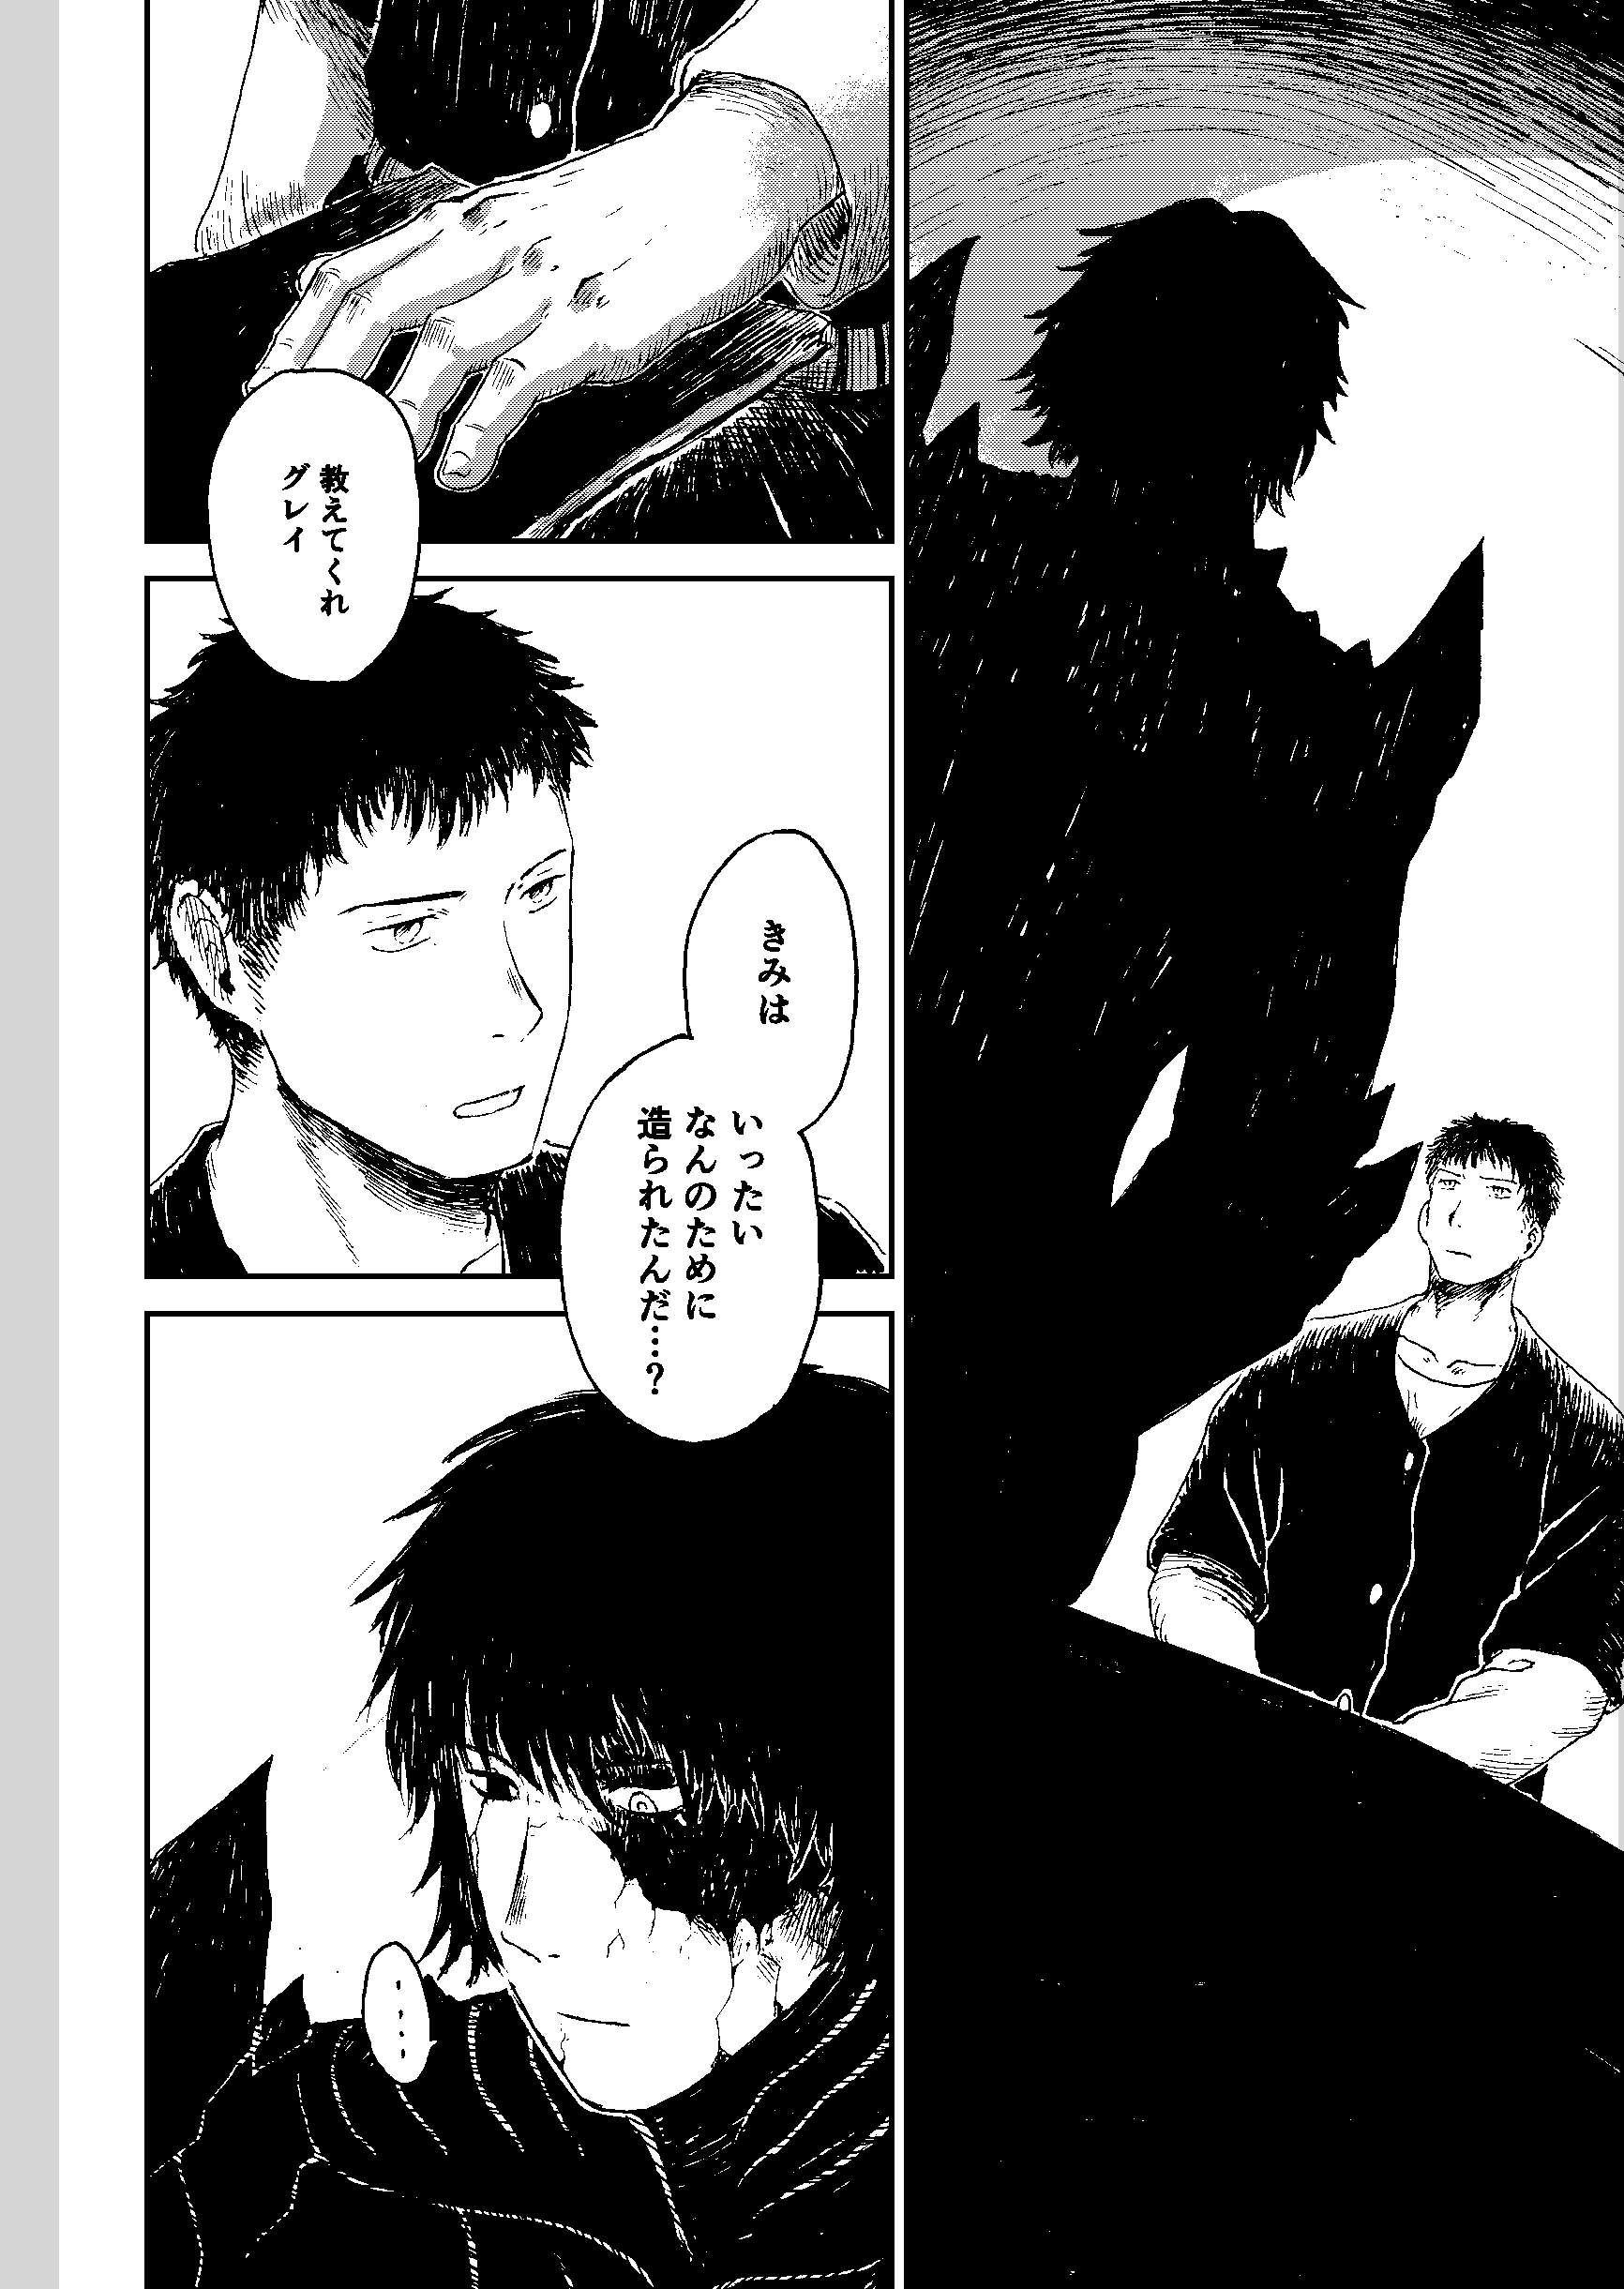 教えてくれ
グレイ
きみは
いったい
なんのために
造られたんだ…？
……